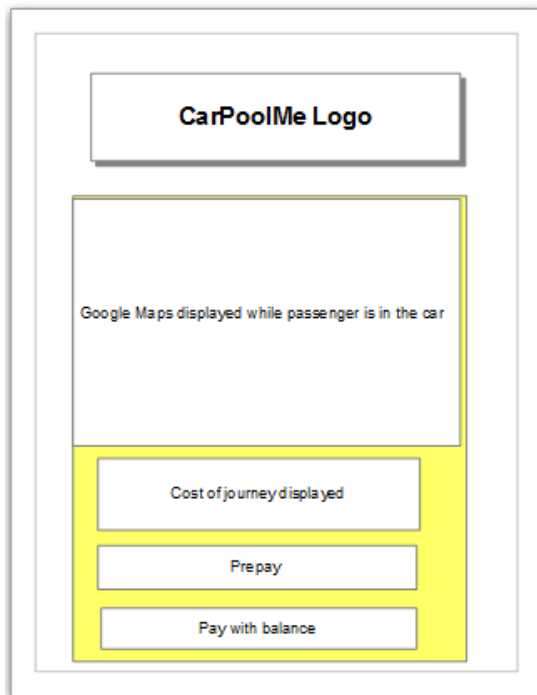 CarPoolMe Logo
Google Maps displayed while passenger is in the car
Cost of journey displayed
Prepay
Pay with balance